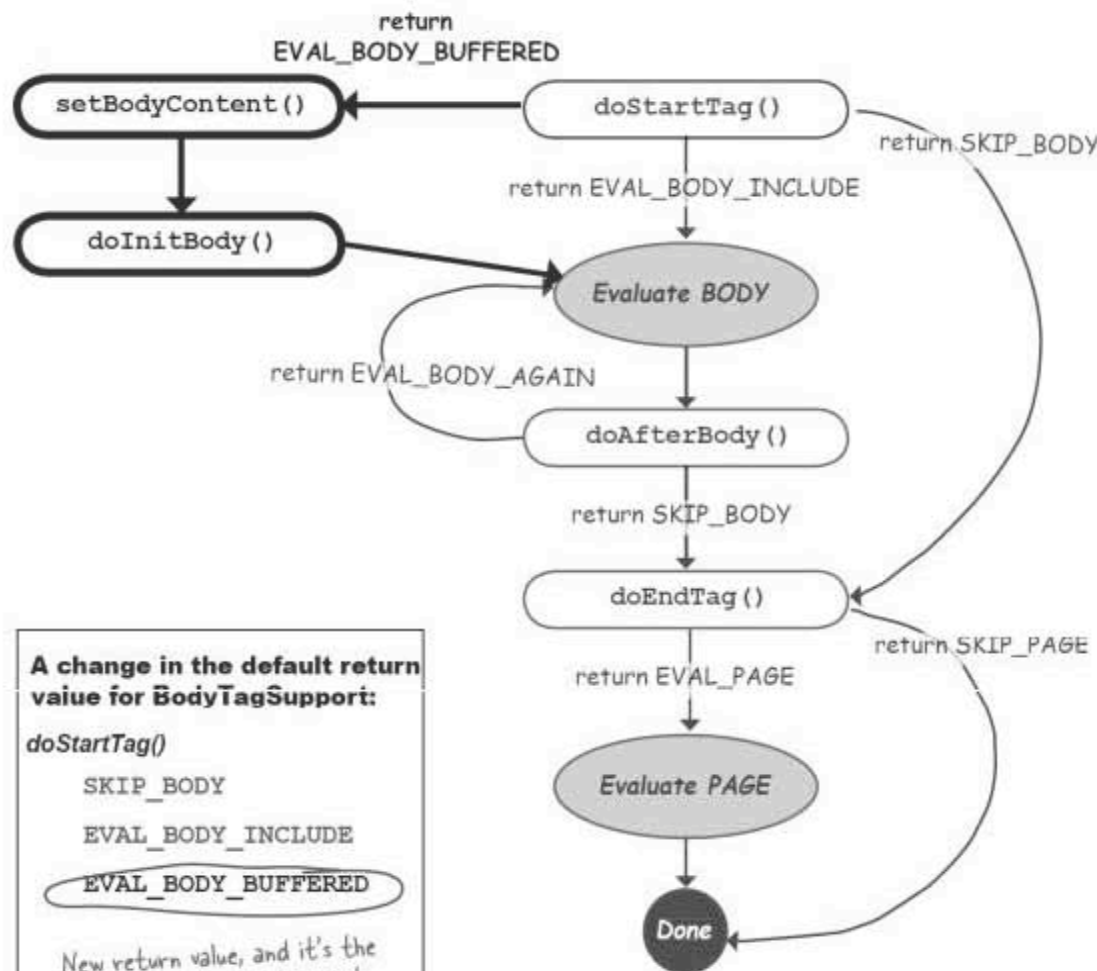 return
EVAL_BODY_BUFFERED
setBodyContent()
doStartTag()
return SKIP_BODY
return EVAL_BODY_INCLUDE
doInitBody()
Evaluate BODY
return EVAL_BODY_AGAIN
doAfterBody()
return SKIP_BODY
doEndTag()
return SKIP_PAGE
return EVAL_PAGE
Evaluate PAGE
Done
A change in the default return
value for BodyTagSupport:
doStartTag()
SKIP_BODY
EVAL_BODY_INCLUDE
EVAL_BODY_BUFFERED
New return value, and it's the